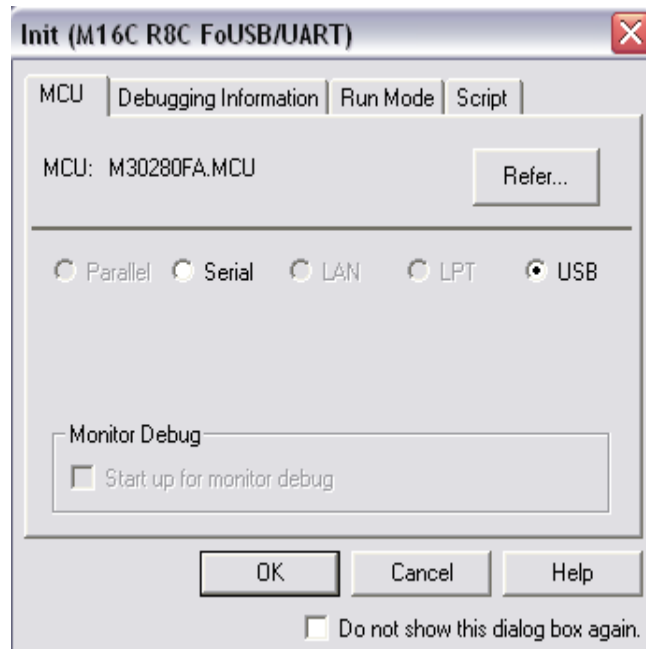 Init (M16C R8C FoUSB/UART)
MCU Debugging Information Run Mode Script
MCU: M30280FA.MCU Refer...
Parallel Serial LAN LPT USB
Monitor Debug
Start up for monitor debug
OK Cancel Help
Do not show this dialog box again.